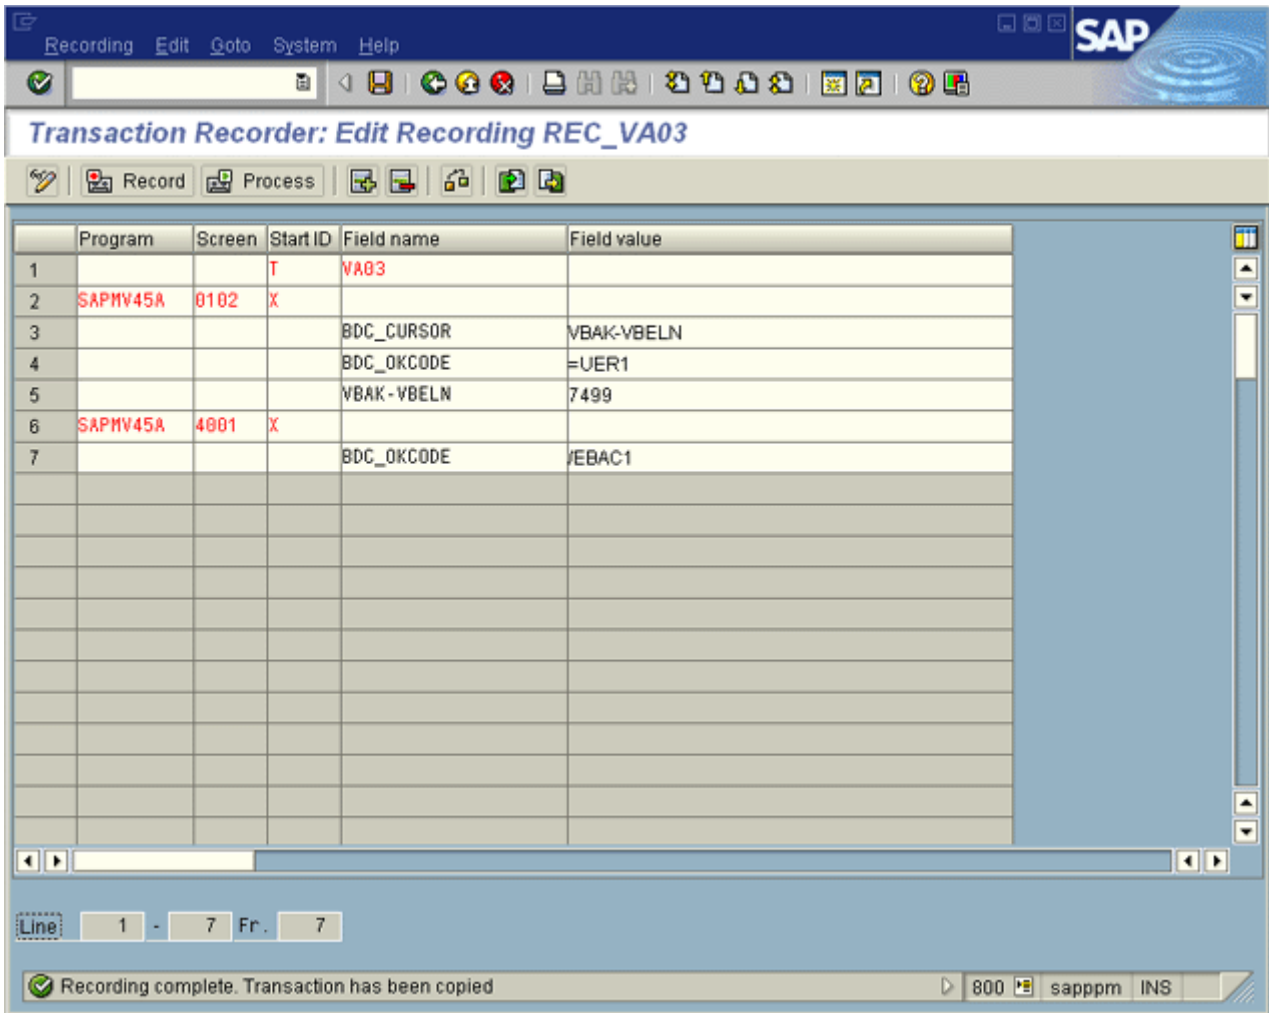 Recording Edit Goto System Help
SAP
Transaction Recorder: Edit Recording REC_VA03
Record Process
Program Screen Start ID Field name Field value
1 T VA03
2 SAPMV45A 0102 X
3 BDC_CURSOR VBAK-VBELN
4 BDC_OKCODE =UER1
5 VBAK-VBELN 7499
6 SAPMV45A 4001 X
7 BDC_OKCODE /EBAC1
Line 1 - 7 Fr. 7
Recording complete. Transaction has been copied 800 sapppm INS